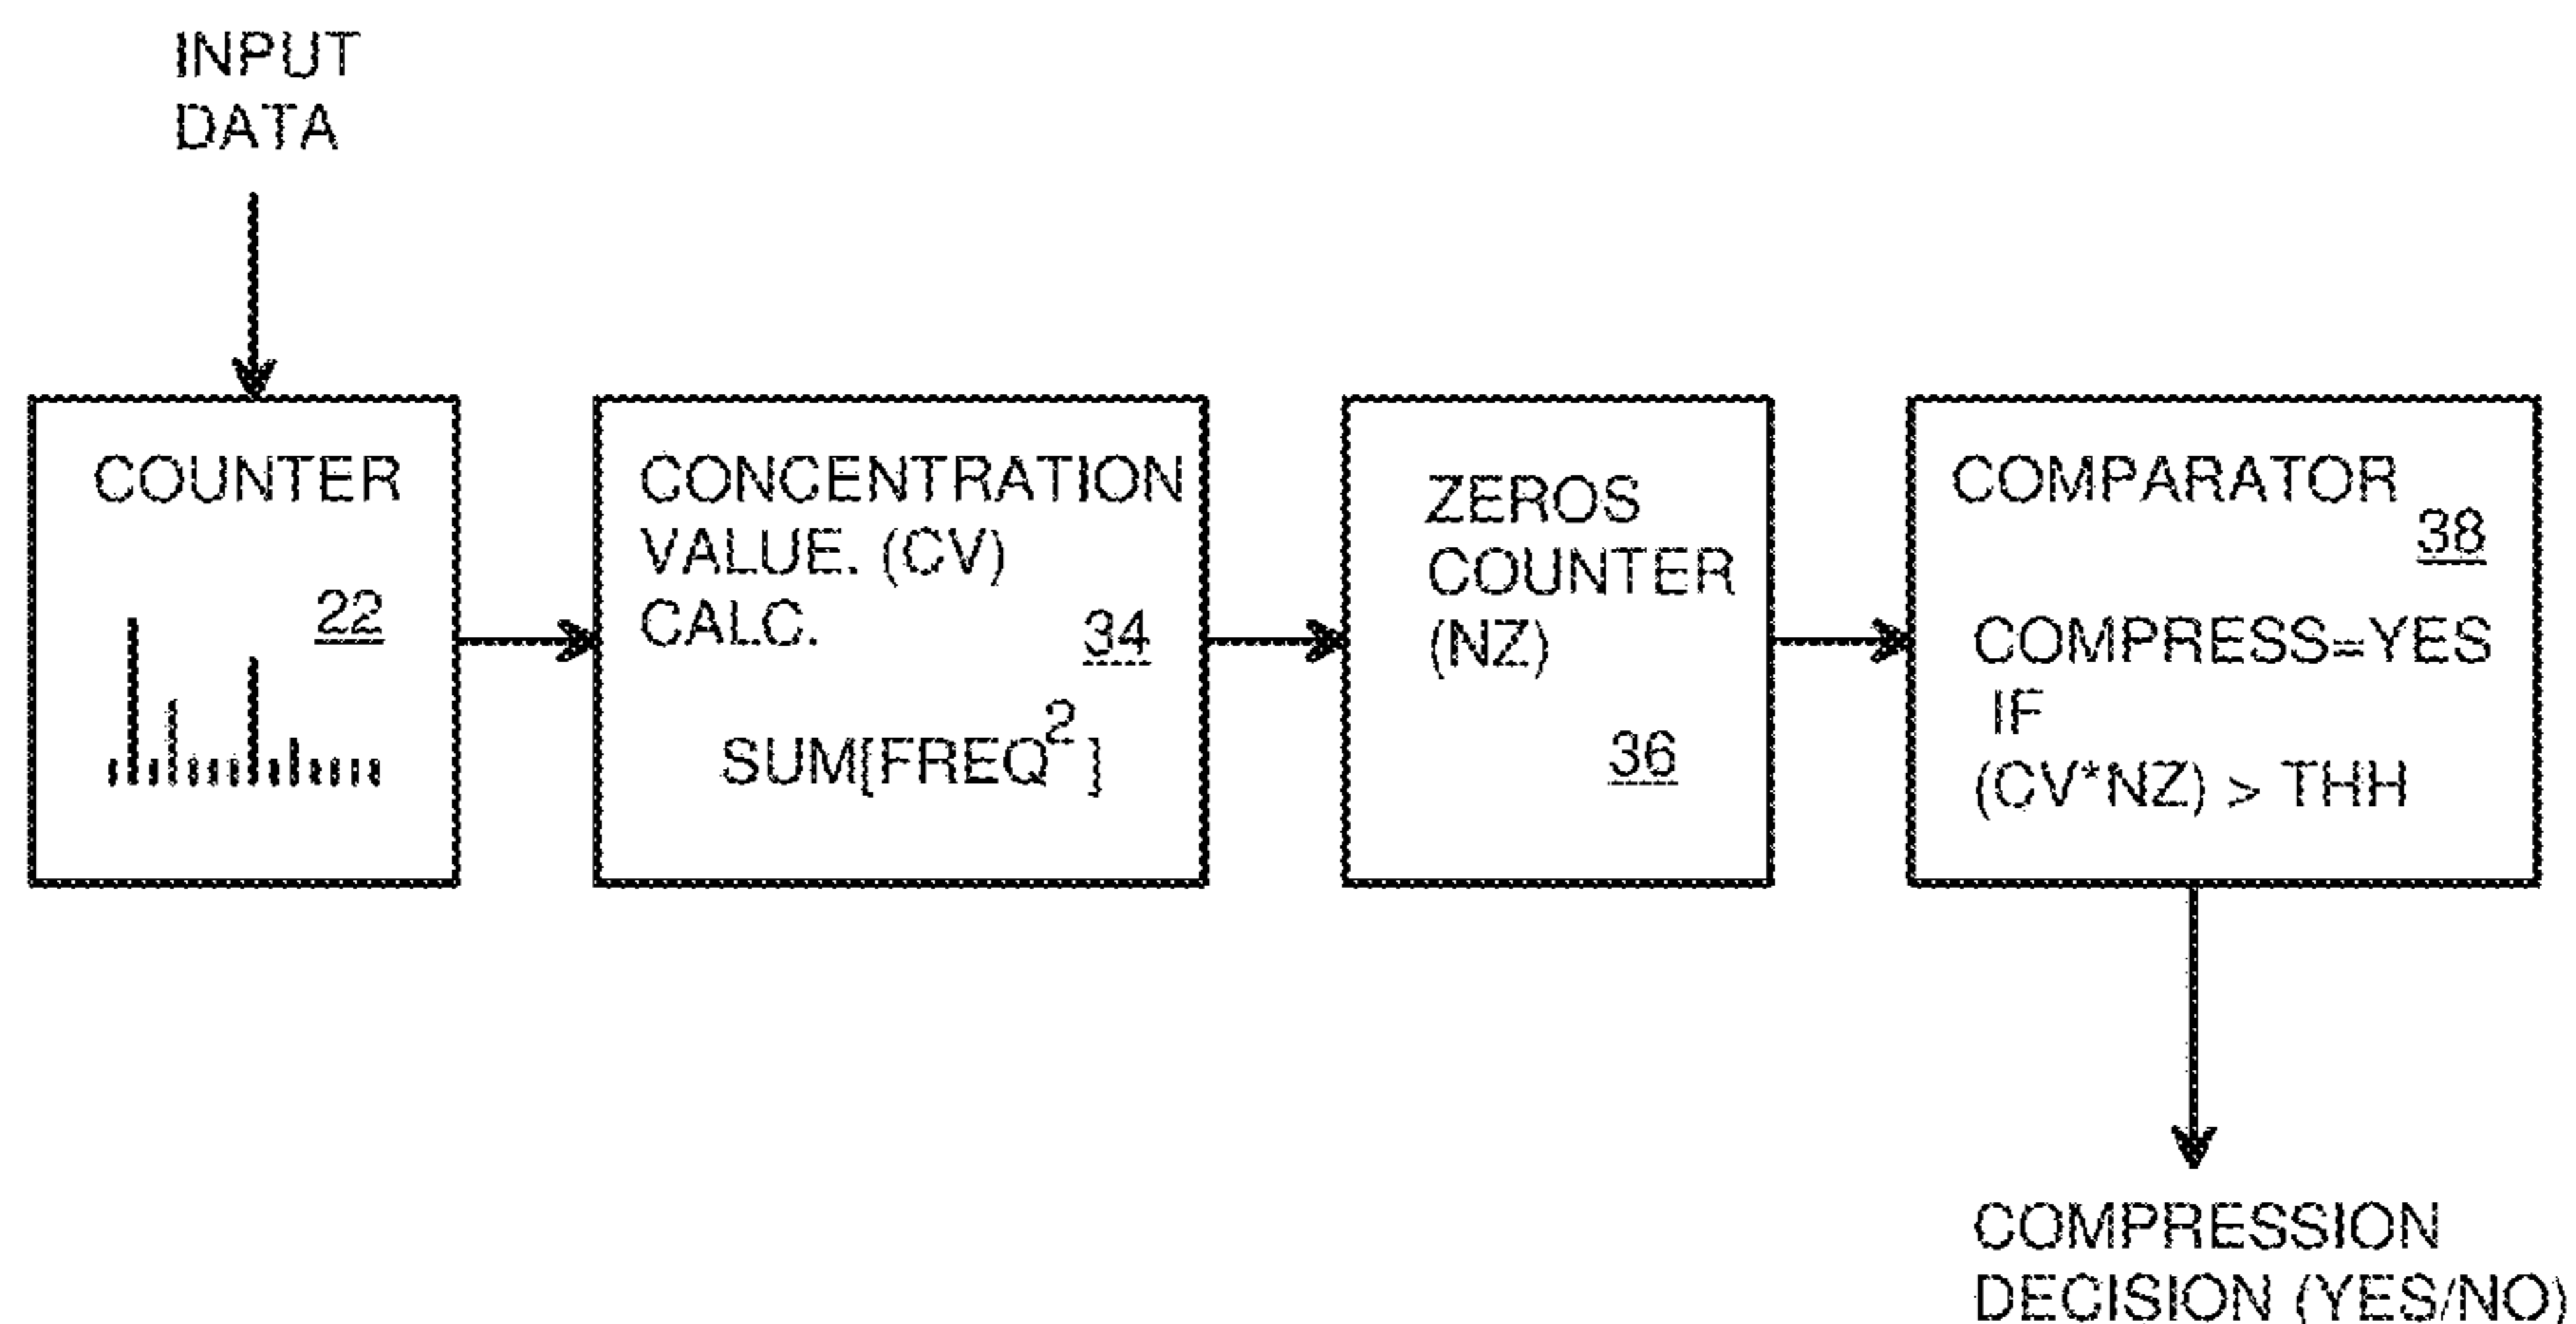 INPUT
DATA
COUNTER
22
CONCENTRATION
VALUE. (CV)
CALC.
34
SUM[FREQ²]
ZEROS
COUNTER
(NZ)
36
COMPARATOR
38
COMPRESS=YES
IF
(CV*NZ) > THH
COMPRESSION
DECISION (YES/NO)